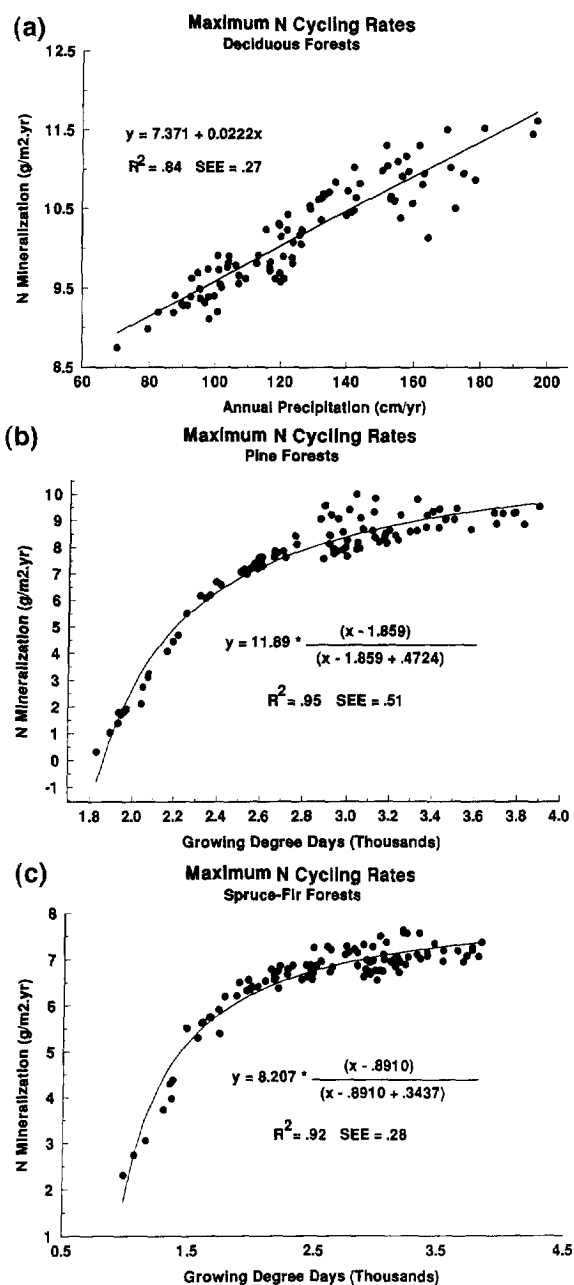 (a)
Maximum N Cycling Rates
Deciduous Forests
12.5
11.5
10.5
9.5
8.5
N Mineralization (g/m2.yr)
y = 7.371 + 0.0222x
R2 = .84 SEE = .27
60 80 100 120 140 160 180 200
Annual Precipitation (cm/yr)
(b)
Maximum N Cycling Rates
Pine Forests
10
9
8
7
6
5
4
3
2
1
0
-1
N Mineralization (g/m2.yr)
y = 11.89 * (x - 1.859)
(x - 1.859 + .4724)
R2 = .95 SEE = .51
1.8 2.0 2.2 2.4 2.6 2.8 3.0 3.2 3.4 3.6 3.8 4.0
Growing Degree Days (Thousands)
(c)
Maximum N Cycling Rates
Spruce-Fir Forests
8
7
6
5
4
3
2
1
N Mineralization (g/m2.yr)
y = 8.207 * (x - .8910)
(x - .8910 + .3437)
R2 = .92 SEE = .28
0.5 1.5 2.5 3.5 4.5
Growing Degree Days (Thousands)